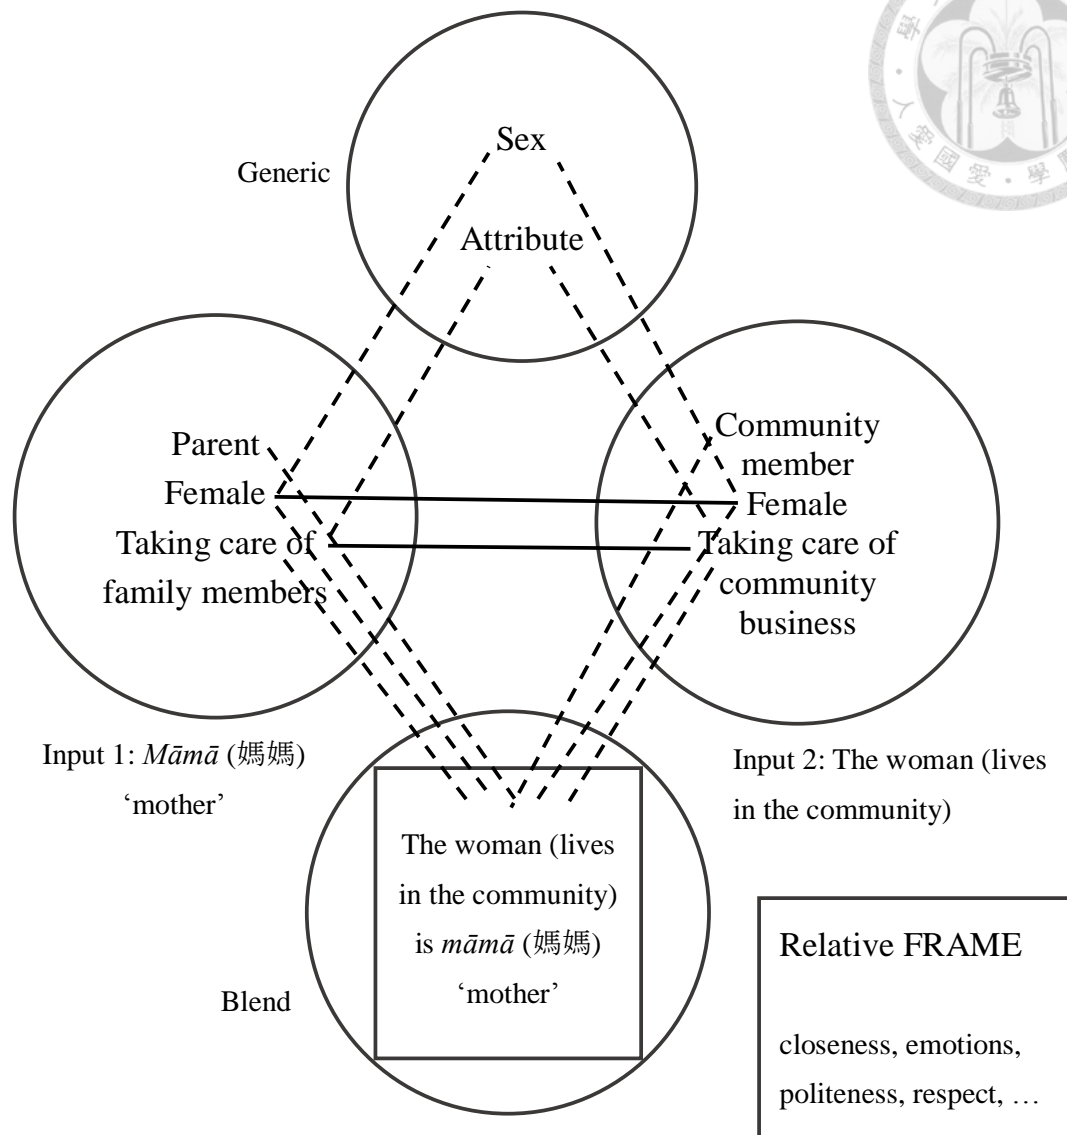 Sex
Generic
Attribute
Parent
Female
Taking care of
family members
Community
member
Female
Taking care of
community
business
Input 1: Māmā (媽媽)
‘mother’
Input 2: The woman (lives
in the community)
The woman (lives
in the community)
is māmā (媽媽)
‘mother’
Blend
Relative FRAME
closeness, emotions,
politeness, respect, …